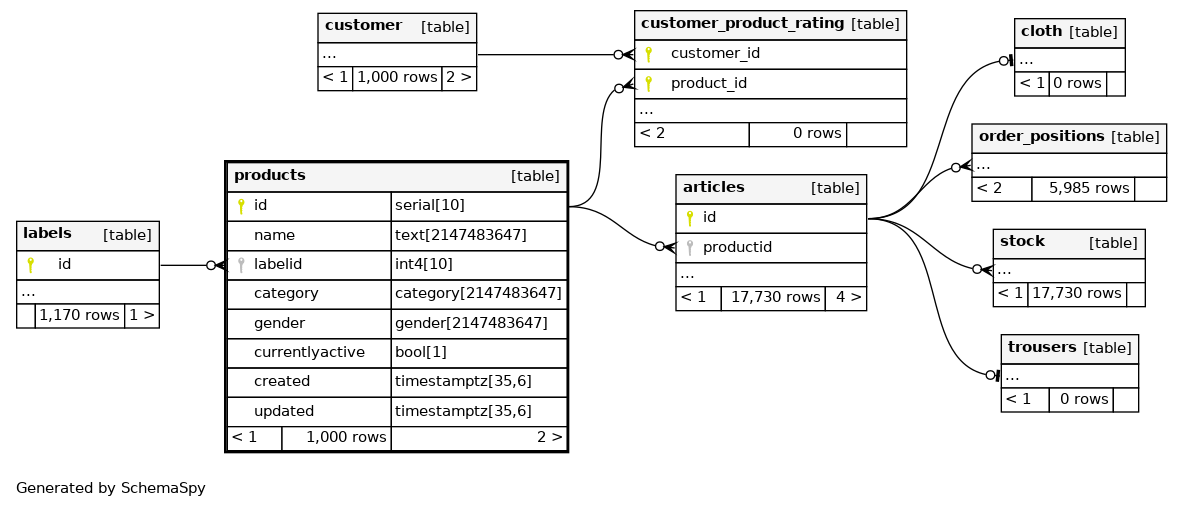 customer [table]
...
< 1 1,000 rows 2 >
customer_product_rating [table]
customer_id
product_id
...
< 2 0 rows
cloth [table]
...
< 1 0 rows
order_positions [table]
...
< 2 5,985 rows
products [table]
id serial[10]
name text[2147483647]
labelid int4[10]
category category[2147483647]
gender gender[2147483647]
currentlyactive bool[1]
created timestamptz[35,6]
updated timestamptz[35,6]
< 1 1,000 rows 2 >
articles [table]
id
productid
...
< 1 17,730 rows 4 >
labels [table]
id
...
1,170 rows 1 >
stock [table]
...
< 1 17,730 rows
trousers [table]
...
< 1 0 rows
Generated by SchemaSpy